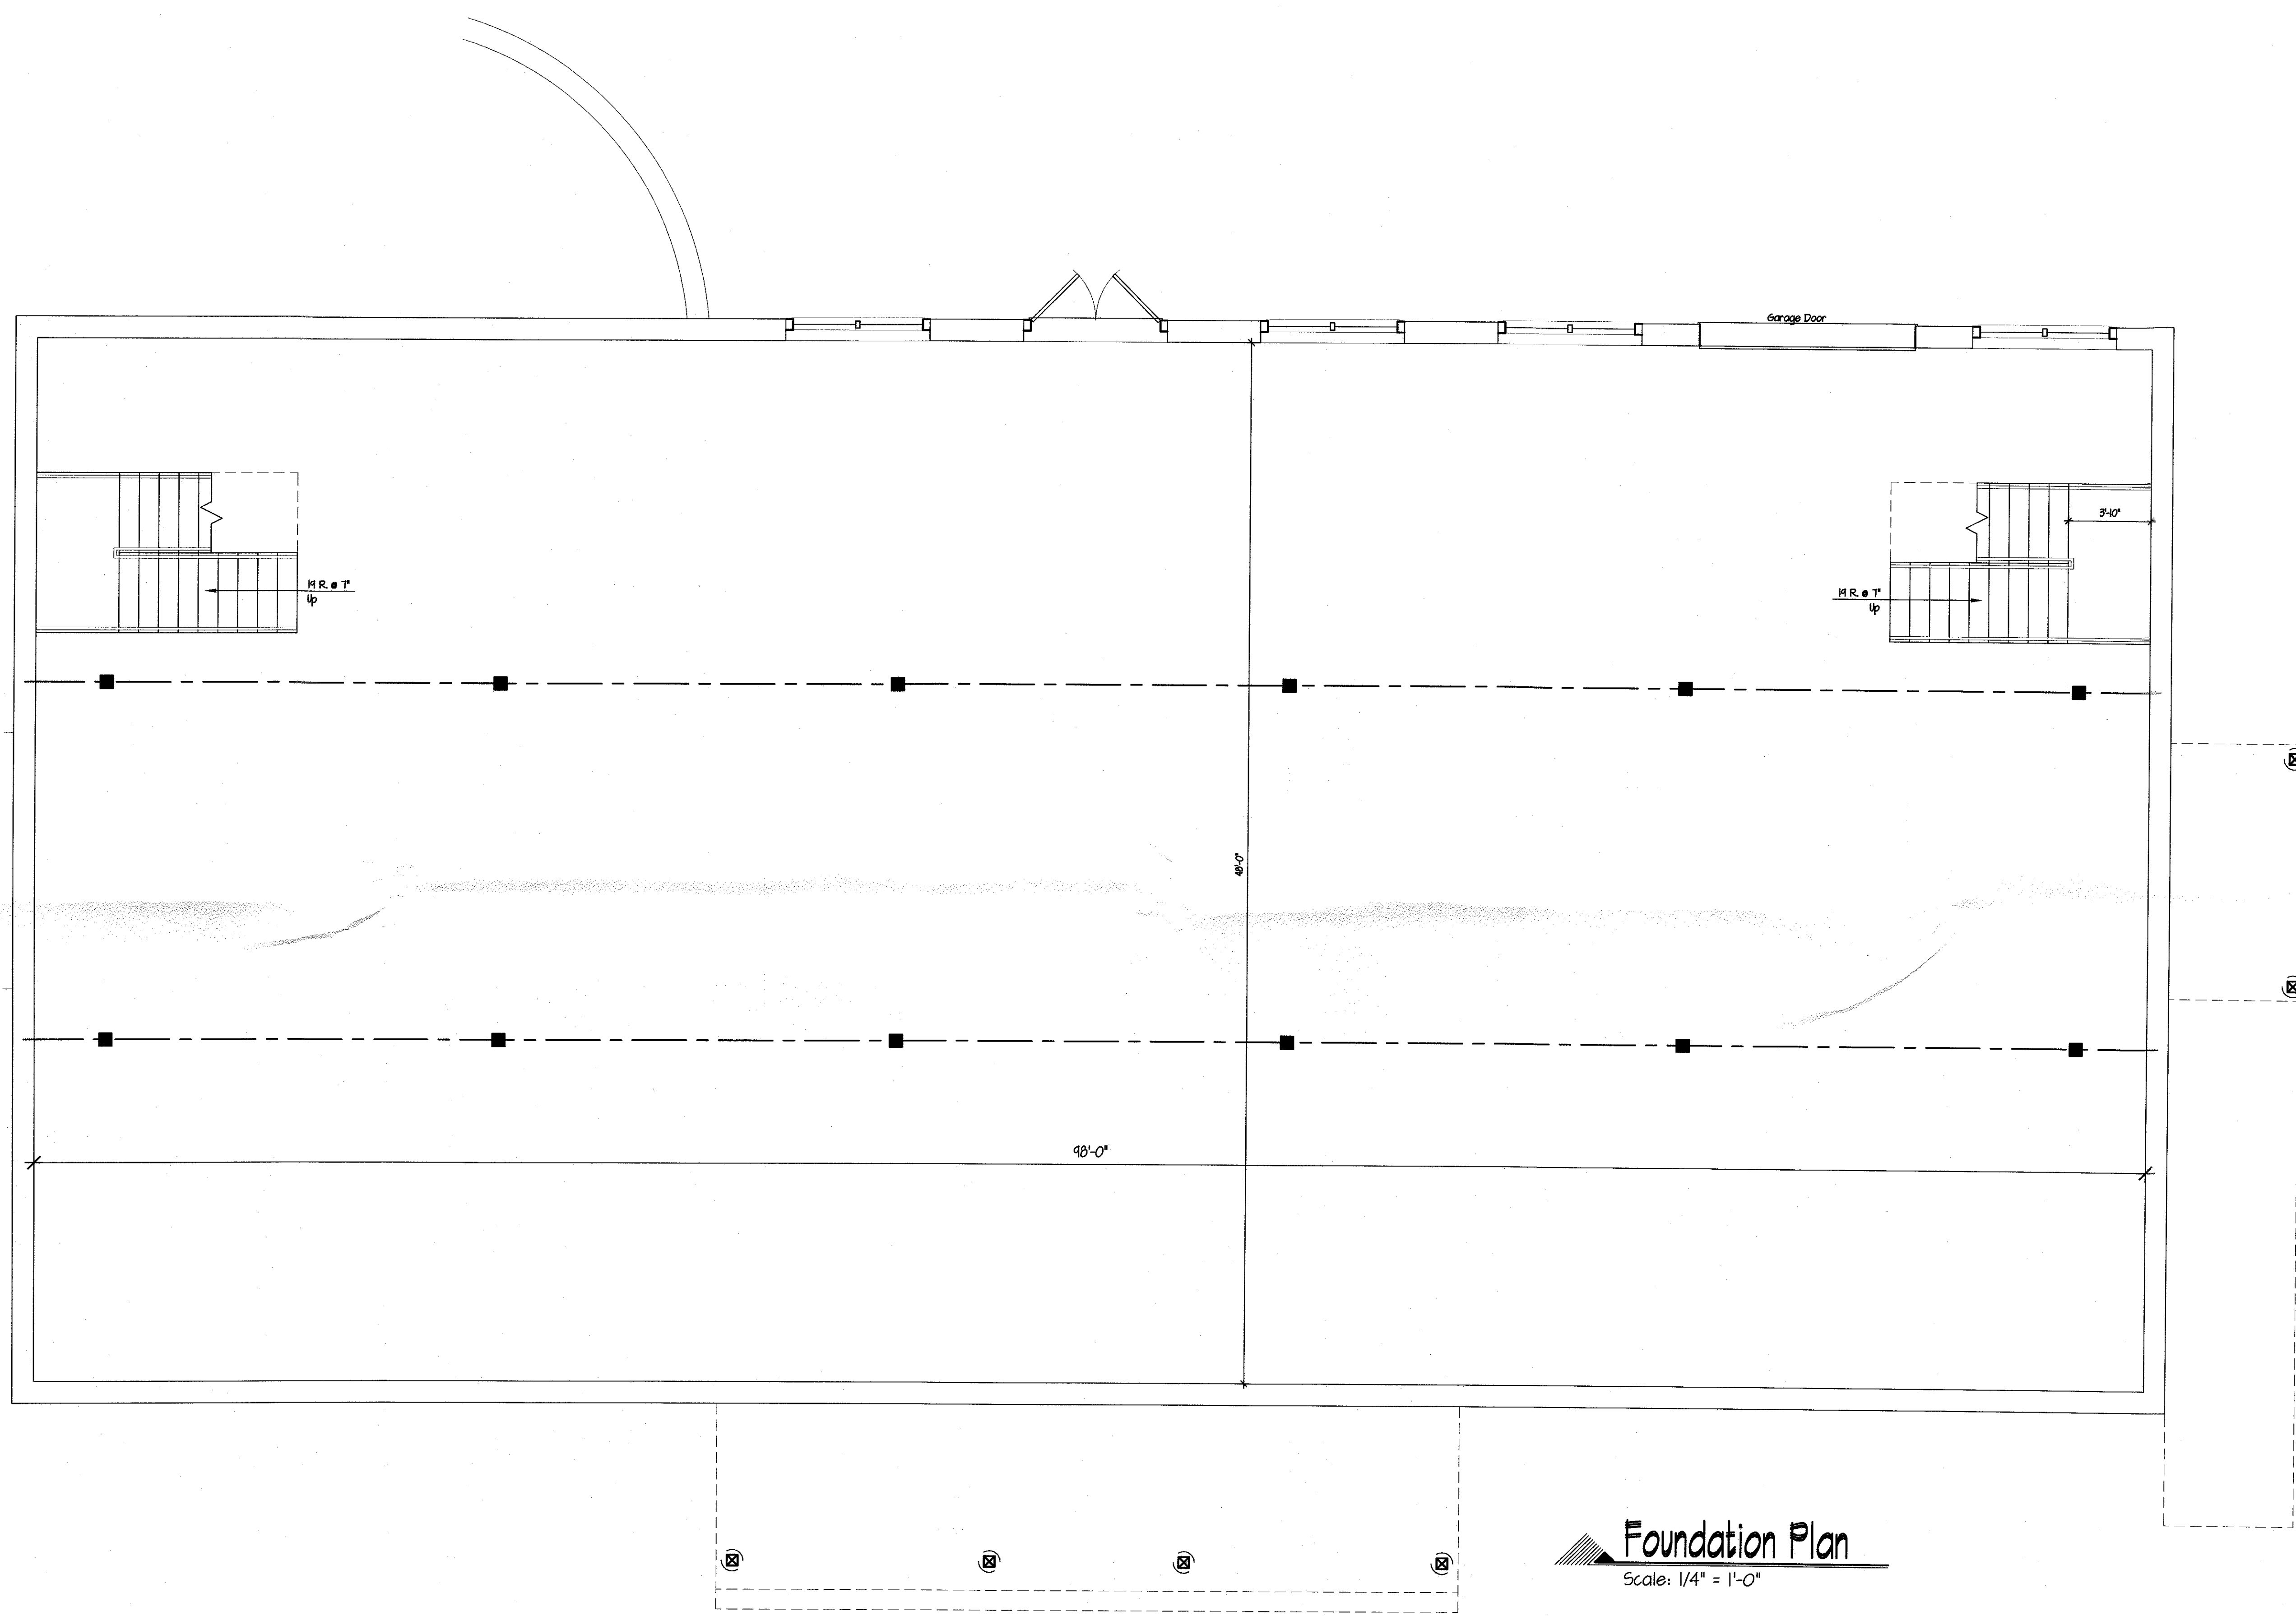 Garage Door
3'-10"
19 R. @ 7"
Up
19 R. @ 7"
Up
48'-0"
98'-0"
Foundation Plan
Scale: 1/4" = 1'-0"